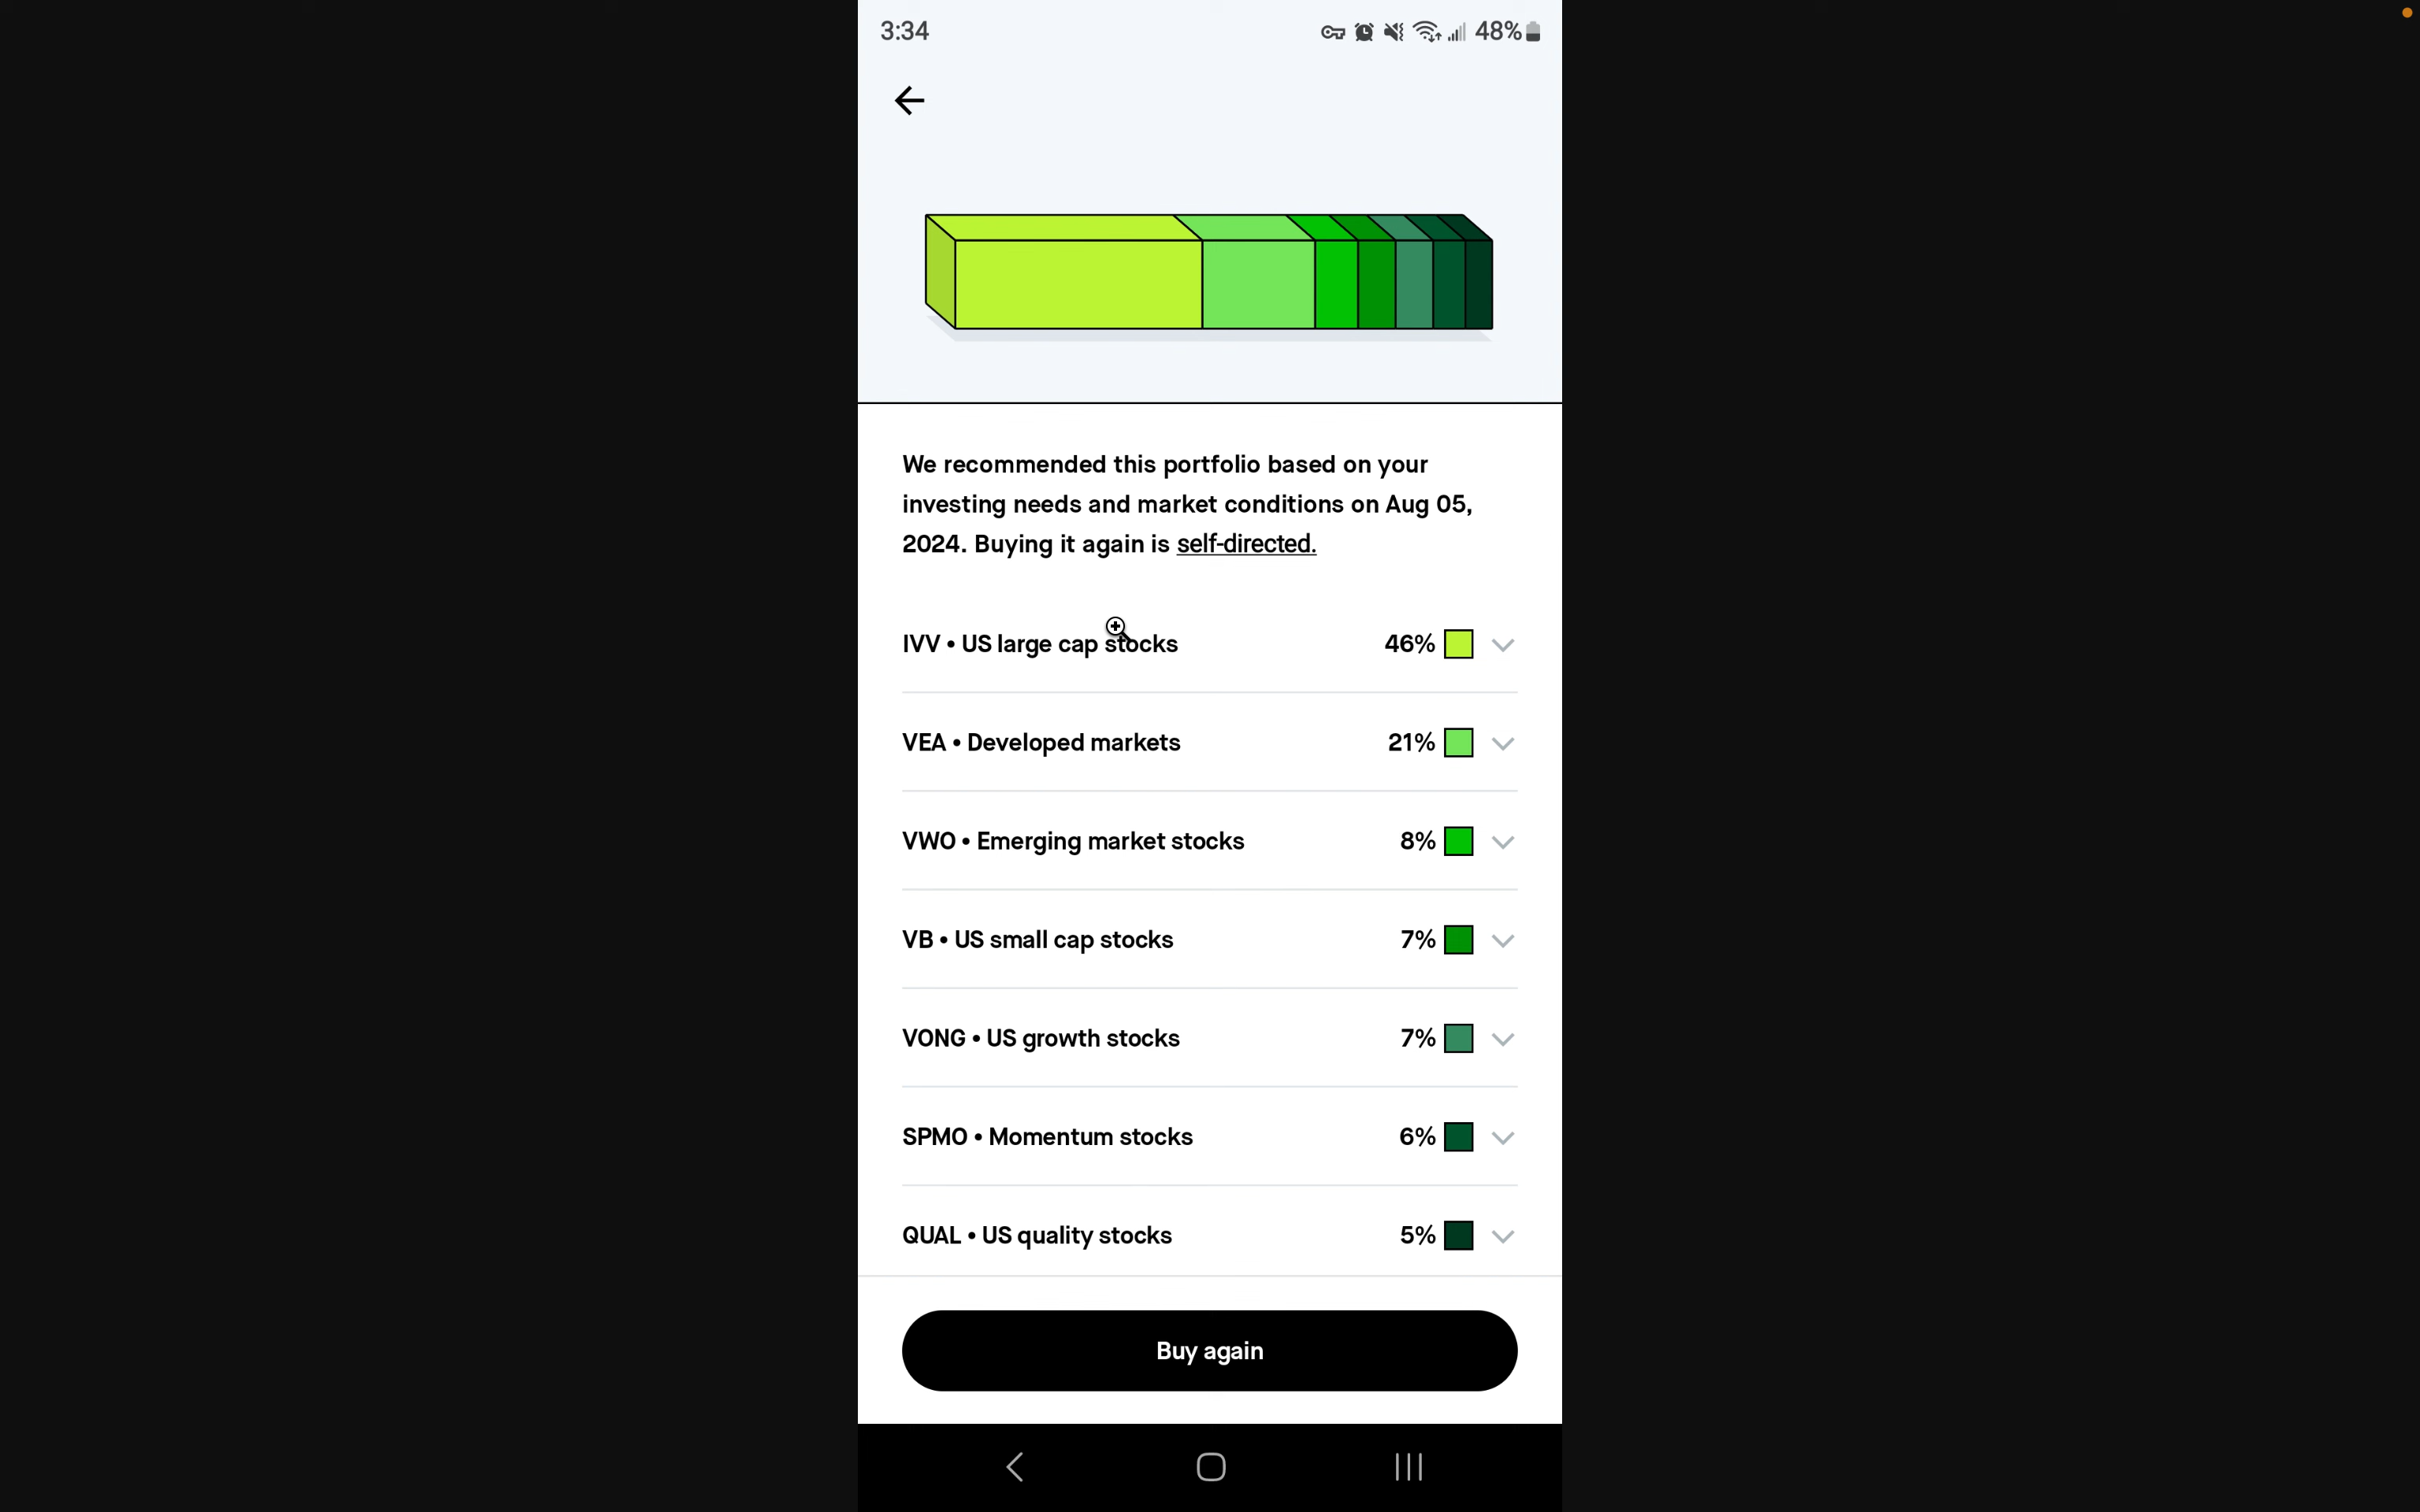 3:34
48%
We recommended this portfolio based on your
investing needs and market conditions on Aug 05,
2024. Buying it again is self-directed.
IVV • US large cap stocks 46%
VEA • Developed markets 21%
VWO • Emerging market stocks 8%
VB • US small cap stocks 7%
VONG • US growth stocks 7%
SPMO • Momentum stocks 6%
QUAL • US quality stocks 5%
Buy again